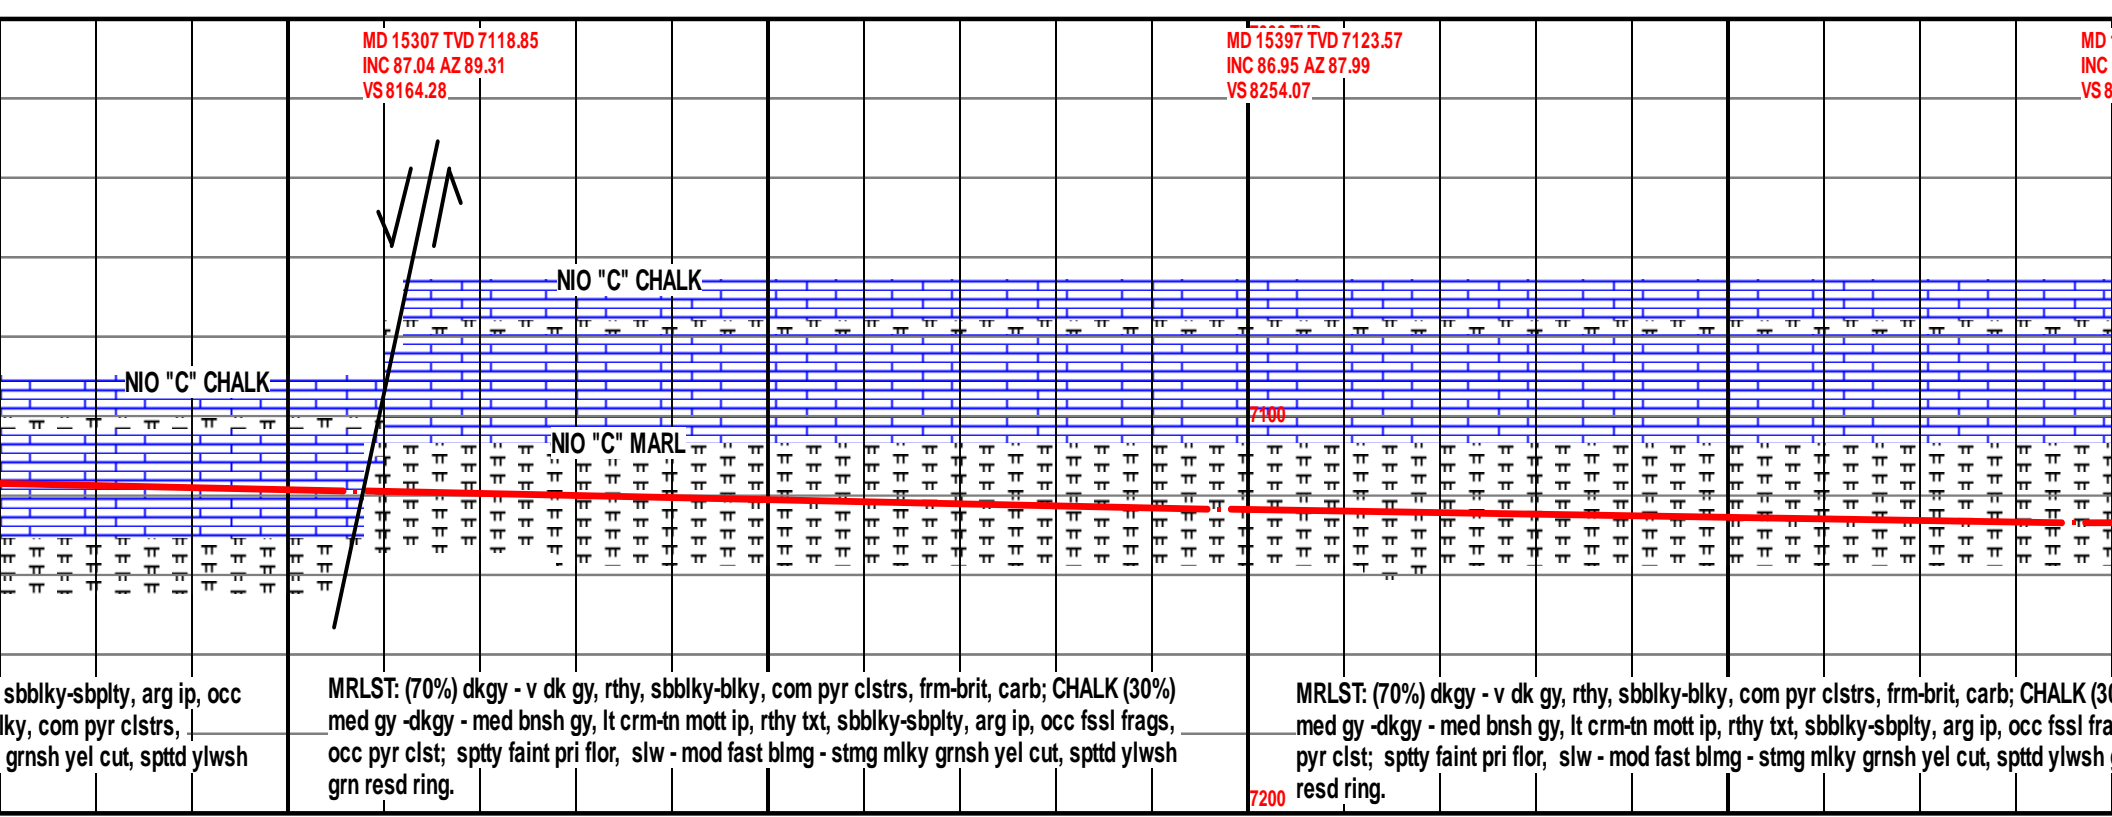 MD 15307 TVD 7118.85
INC 87.04 AZ 89.31
VS 8164.28
MD 15397 TVD 7123.57
INC 86.95 AZ 87.99
VS 8254.07
MD
INC
VS 8
NIO "C" CHALK
NIO "C" CHALK
7100
NIO "C" MARL
sbblky-sbplty, arg ip, occ
lky, com pyr clstrs,
grnsh yel cut, spttd ylwsh
MRLST: (70%) dkgy - v dk gy, rthy, sbblky-blky, com pyr clstrs, frm-brit, carb; CHALK (30%)
med gy -dkgy - med bnsh gy, lt crm-tn mott ip, rthy txt, sbblky-sbplty, arg ip, occ fssl frags,
occ pyr clst;  sptty faint pri flor,  slw - mod fast blmg - stmg mlky grnsh yel cut, spttd ylwsh
grn resd ring.
7200
MRLST: (70%) dkgy - v dk gy, rthy, sbblky-blky, com pyr clstrs, frm-brit, carb; CHALK (30
med gy -dkgy - med bnsh gy, lt crm-tn mott ip, rthy txt, sbblky-sbplty, arg ip, occ fssl fra
pyr clst;  sptty faint pri flor,  slw - mod fast blmg - stmg mlky grnsh yel cut, spttd ylwsh
resd ring.